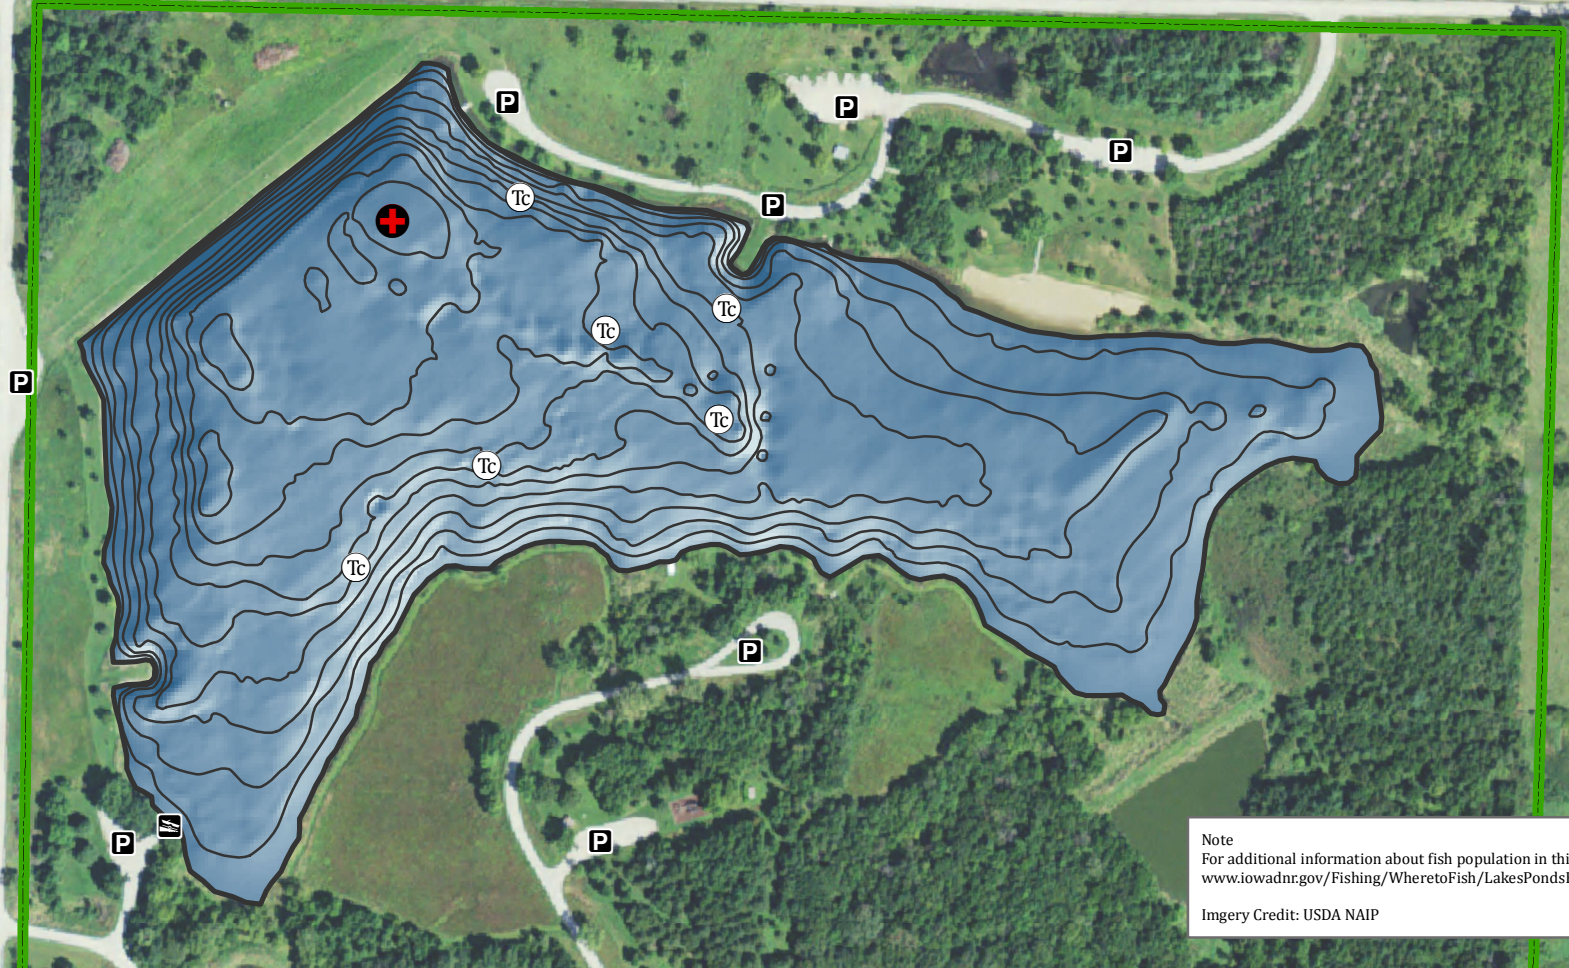 P
P
P
Tc
P
Tc
Tc
P
Tc
Tc
Tc
P
P
P
Note
For additional information about fish population in thi
www.iowadnr.gov/Fishing/WheretoFish/LakesPonds
Imgery Credit: USDA NAIP